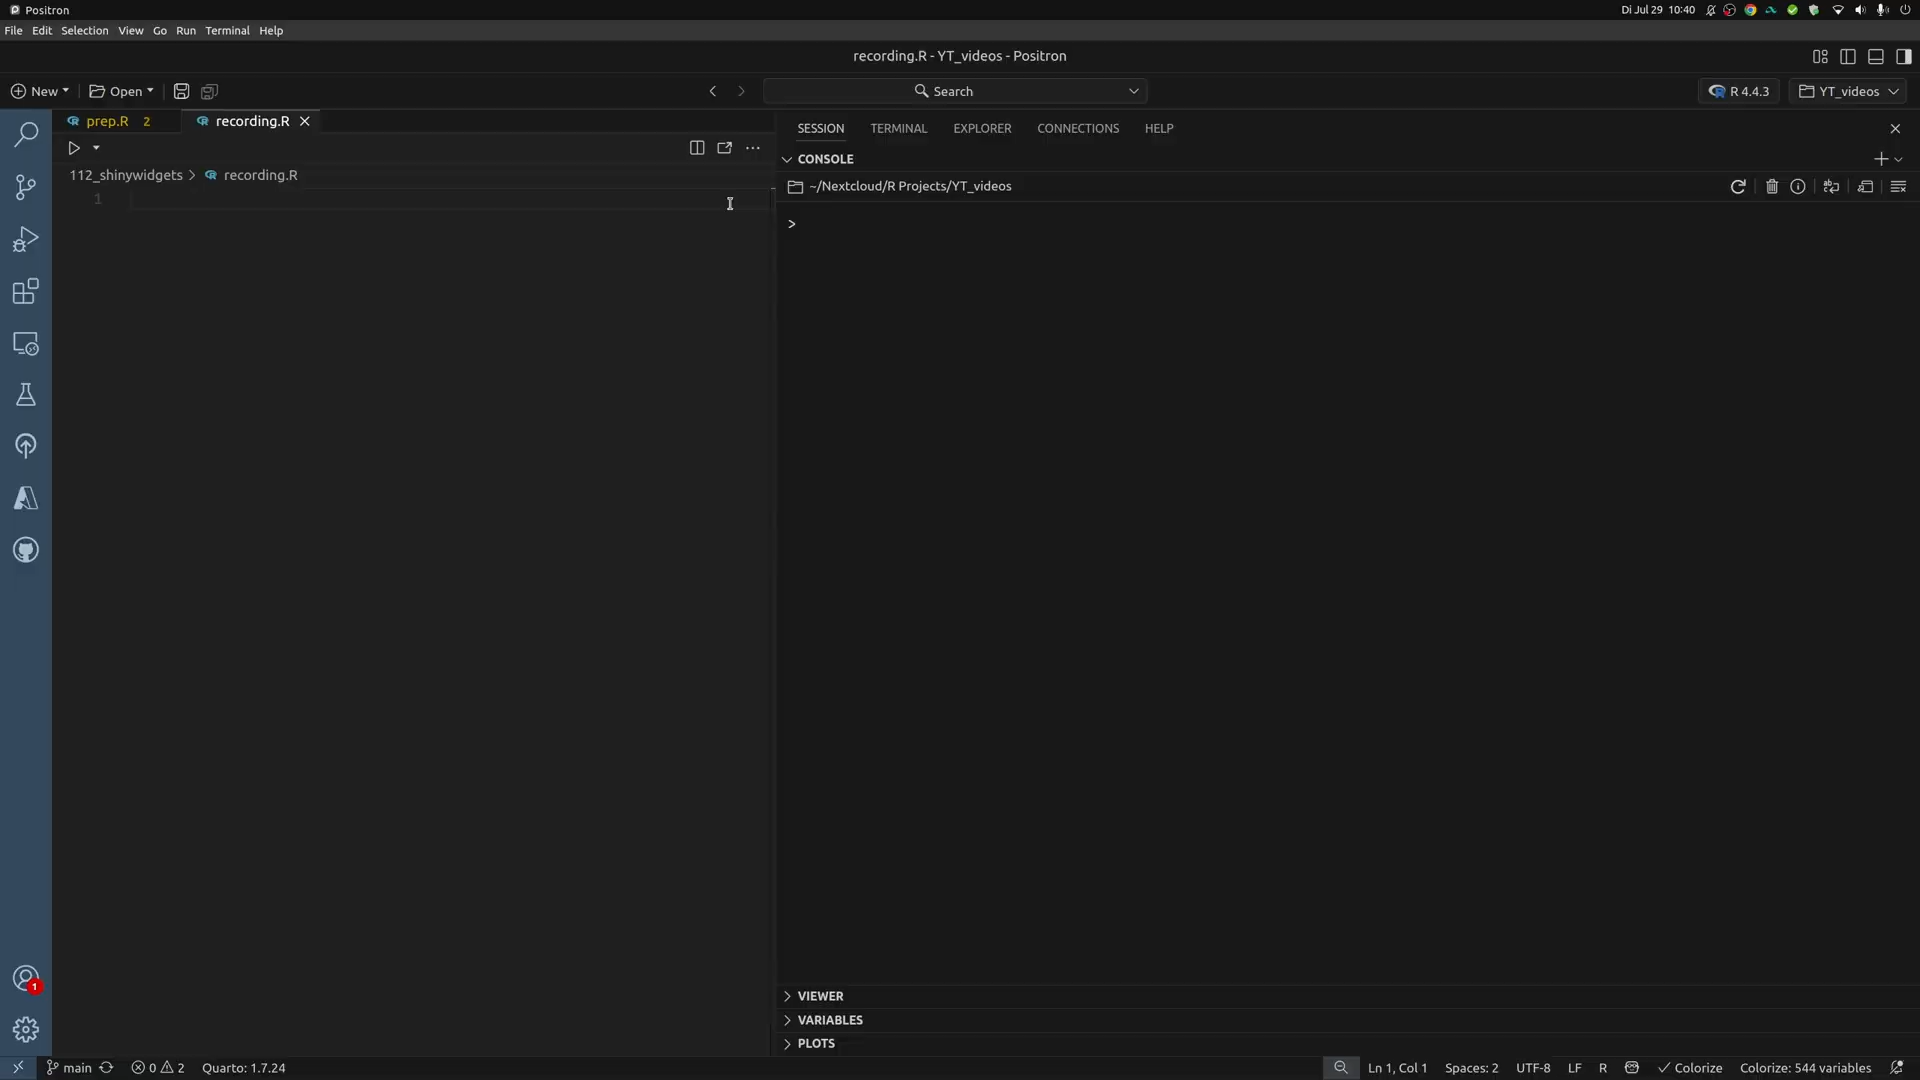 Positron
Di Jul 29 10:40
File Edit Selection View Go Run Terminal Help
recording.R - YT_videos - Positron
New Open Search R 4.4.3 YT_videos
prep.R 2 recording.R
SESSION TERMINAL EXPLORER CONNECTIONS HELP
CONSOLE
112_shinywidgets > recording.R
~/Nextcloud/R Projects/YT_videos
1
>
VIEWER
VARIABLES
PLOTS
1
main 0 2 Quarto: 1.7.24 Ln 1, Col 1 Spaces: 2 UTF-8 LF R Colorize Colorize: 544 variables